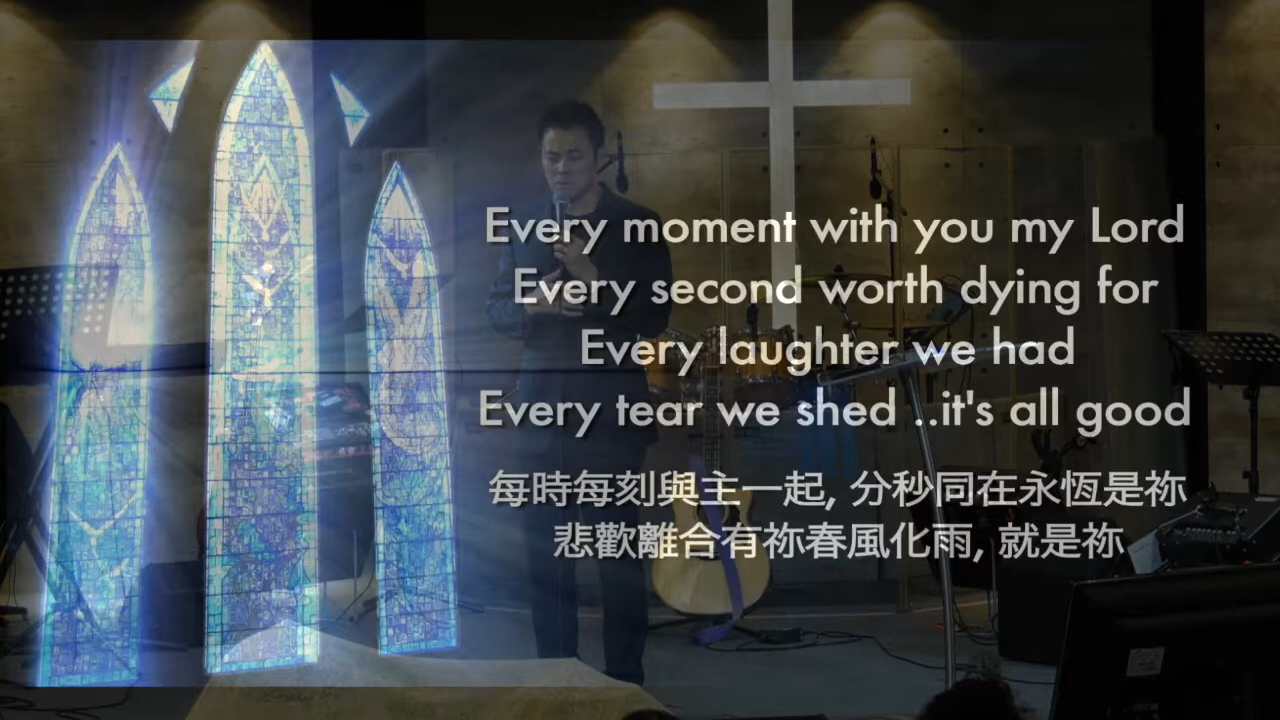 Every moment with you my Lord
Every second worth dying for
Every laughter we had
Every tear we shed ..it's all good
每時每刻與主一起, 分秒同在永恆是祢
悲歡離合有祢春風化雨, 就是祢